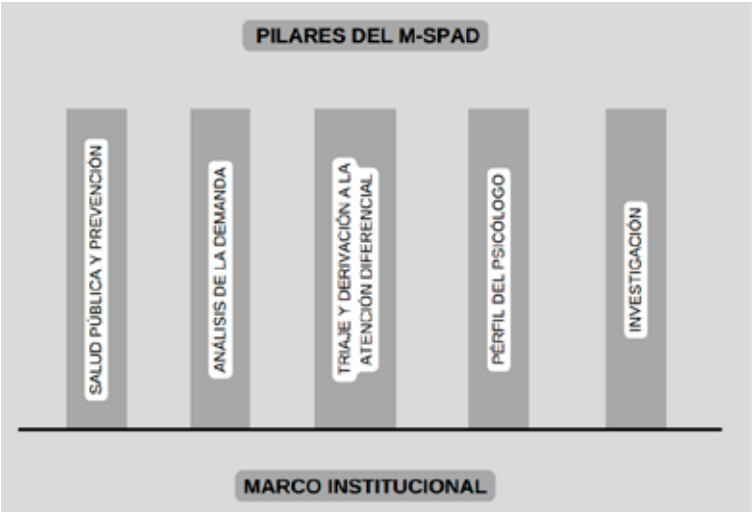 PILARES DEL M-SPAD
SALUD PÚBLICA Y PREVENCIÓN
ANÁLISIS DE LA DEMANDA
TRIAJE Y DERIVACIÓN A LA
ATENCIÓN DIFERENCIAL
PÉRFIL DEL PSICÓLOGO
INVESTIGACIÓN
MARCO INSTITUCIONAL